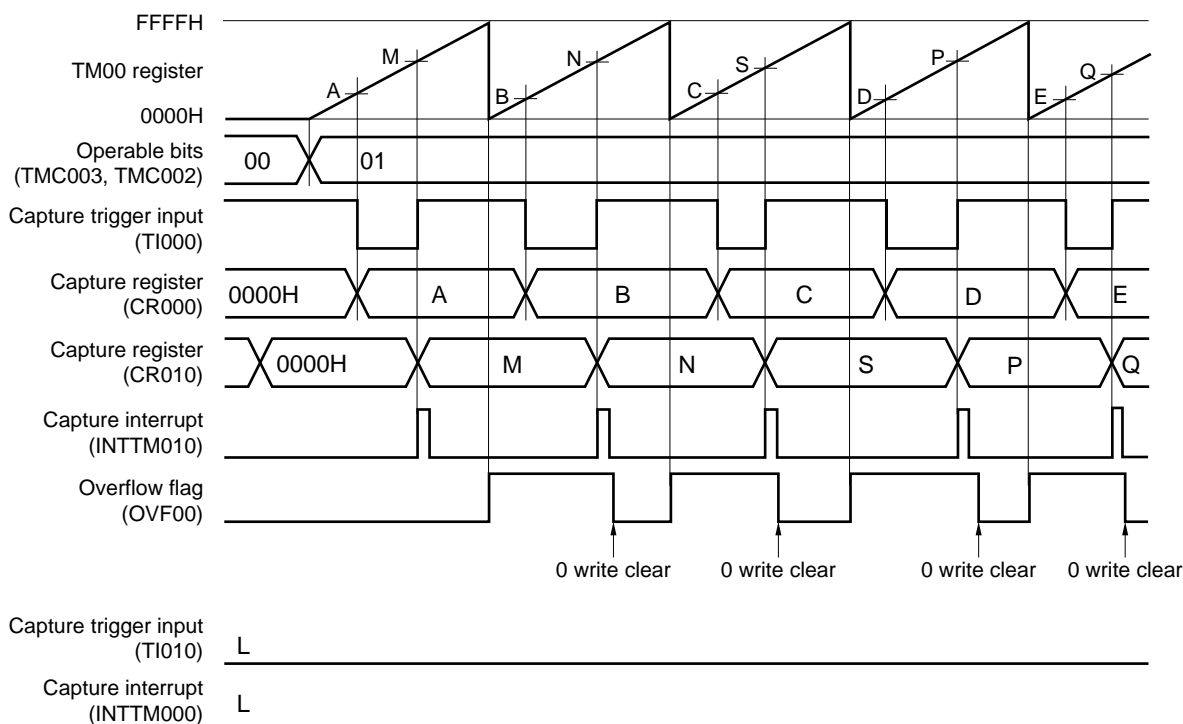 FFFFH
TM00 register
0000H
A M B N C S D P E Q
Operable bits
(TMC003, TMC002)
00 01
Capture trigger input
(TI000)
Capture register
(CR000)
0000H A B C D E
Capture register
(CR010)
0000H M N S P Q
Capture interrupt
(INTTM010)
Overflow flag
(OVF00)
0 write clear 0 write clear 0 write clear 0 write clear
Capture trigger input
(TI010)
L
Capture interrupt
(INTTM000)
L